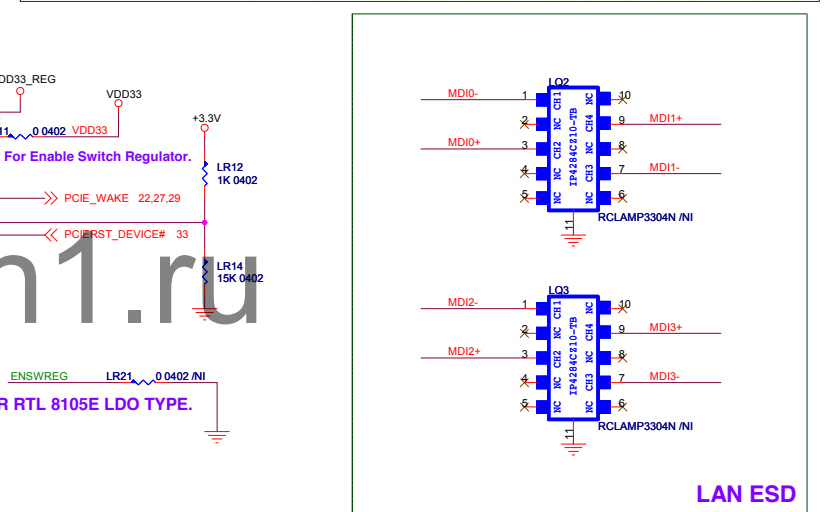 DD33_REG
VDD33
+3.3V
0 0402 VDD33
For Enable Switch Regulator.
LR12
1K 0402
PCIE_WAKE 22,27,29
PCIERST_DEVICE# 33
LR14
15K 0402
n1.ru
ENSWREG LR21 0 0402 /NI
R RTL 8105E LDO TYPE.
LQ2
MDI0- 1 CH1 NC 10
2 NC CH4 9 MDI1+
MDI0+ 3 CH2 NC 8
4 NC CH3 7 MDI1-
5 NC NC 6
IP4284CZ10-TB
11
RCLAMP3304N /NI
LQ3
MDI2- 1 CH1 NC 10
2 NC CH4 9 MDI3+
MDI2+ 3 CH2 NC 8
4 NC CH3 7 MDI3-
5 NC NC 6
IP4284CZ10-TB
11
RCLAMP3304N /NI
LAN ESD